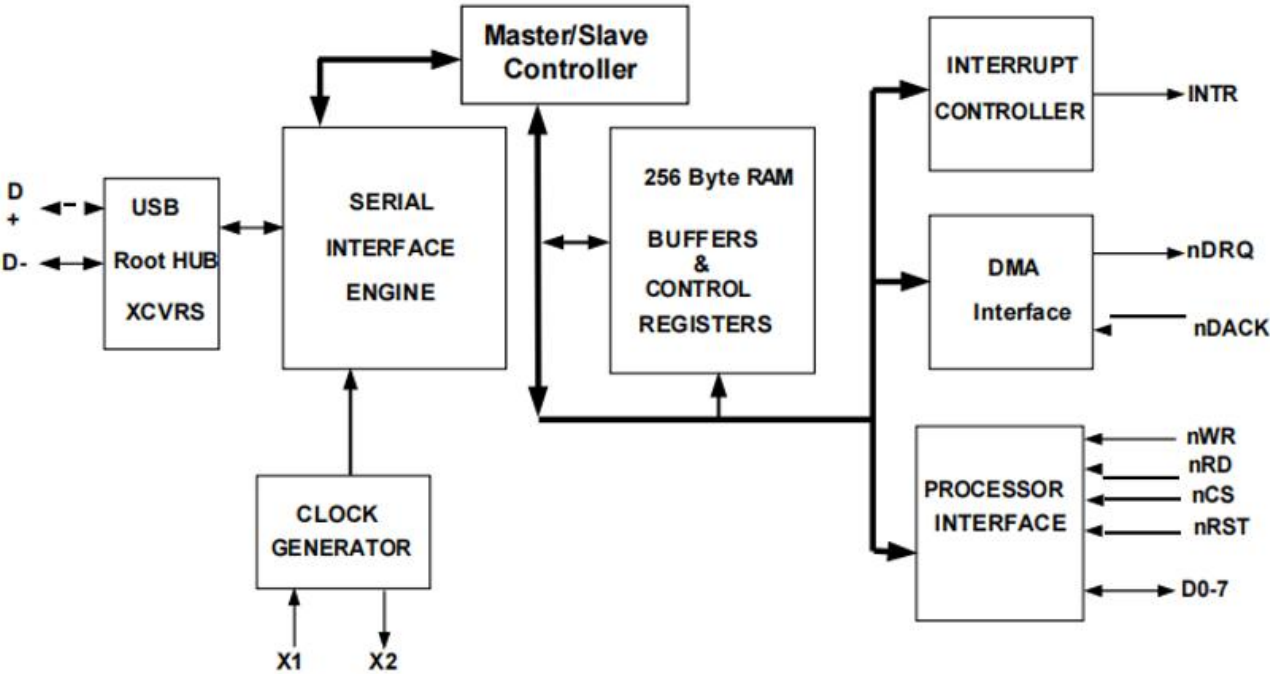 Master/Slave
Controller
INTERRUPT
CONTROLLER
INTR
256 Byte RAM
BUFFERS
&
CONTROL
REGISTERS
D
+
D-
USB
Root HUB
XCVRS
SERIAL
INTERFACE
ENGINE
DMA
Interface
nDRQ
nDACK
PROCESSOR
INTERFACE
nWR
nRD
nCS
nRST
D0-7
CLOCK
GENERATOR
X1
X2